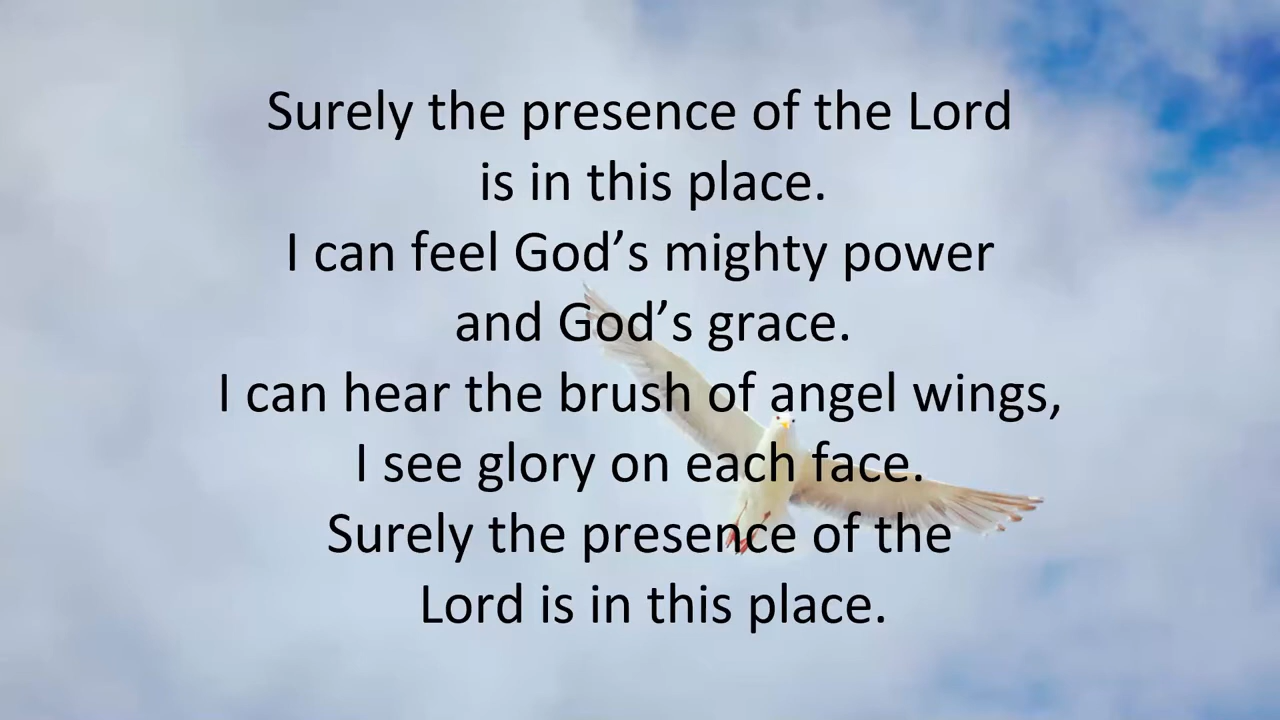 Surely the presence of the Lord
is in this place.
I can feel God’s mighty power
and God’s grace.
I can hear the brush of angel wings,
I see glory on each face.
Surely the presence of the
Lord is in this place.